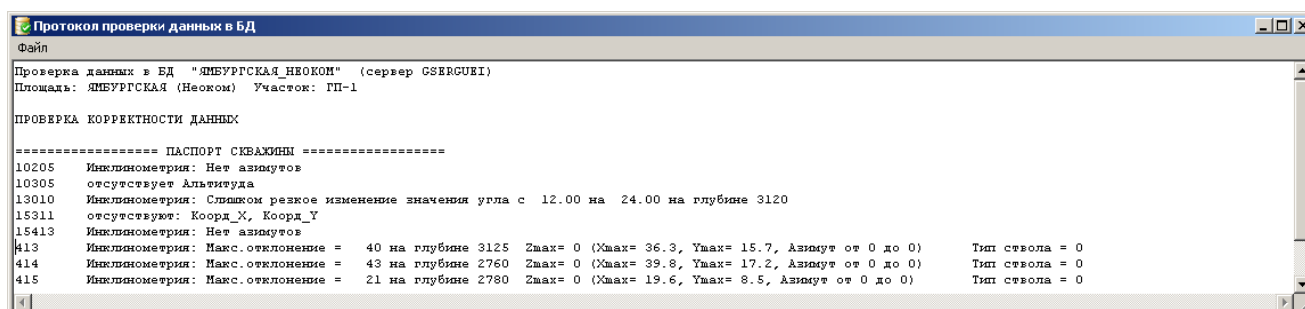 Протокол проверки данных в БД
Файл
Проверка данных в БД "ЯМБУРГСКАЯ_НЕОКОМ" (сервер GSERGUEI)
Площадь: ЯМБУРГСКАЯ (Неоком) Участок: ГП-1
ПРОВЕРКА КОРРЕКТНОСТИ ДАННЫХ
================== ПАСПОРТ СКВАЖИНЫ ==================
10205 Инклинометрия: Нет азимутов
10305 отсутствует Альтитуда
13010 Инклинометрия: Слишком резкое изменение значения угла с 12.00 на 24.00 на глубине 3120
15311 отсутствуют: Коорд_X, Коорд_Y
15413 Инклинометрия: Нет азимутов
413 Инклинометрия: Макс.отклонение = 40 на глубине 3125 Zmax= 0 (Xmax= 36.3, Ymax= 15.7, Азимут от 0 до 0) Тип ствола = 0
414 Инклинометрия: Макс.отклонение = 43 на глубине 2760 Zmax= 0 (Xmax= 39.8, Ymax= 17.2, Азимут от 0 до 0) Тип ствола = 0
415 Инклинометрия: Макс.отклонение = 21 на глубине 2780 Zmax= 0 (Xmax= 19.6, Ymax= 8.5, Азимут от 0 до 0) Тип ствола = 0